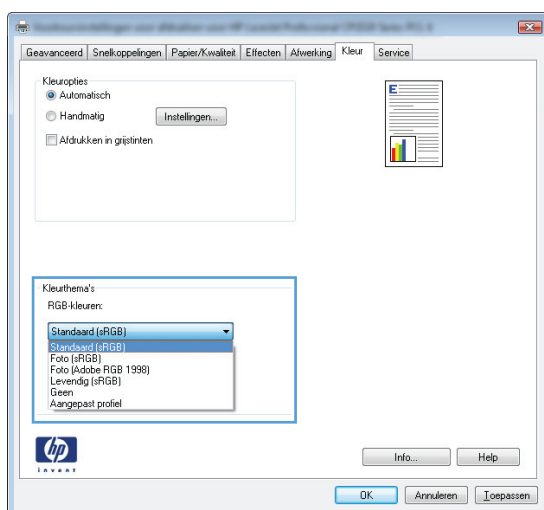 Geavanceerd Snelkoppelingen Papier/Kwaliteit Effecten Afwerking Kleur Service
Kleuropties
Automatisch
Handmatig Instellingen...
Afdrukken in grijstinten
E
Kleurthema's
RGB-kleuren:
Standaard (sRGB)
Standaard (sRGB)
Foto (sRGB)
Foto (Adobe RGB 1998)
Levendig (sRGB)
Geen
Aangepast profiel
hp
invent
Info... Help
OK Annuleren Toepassen